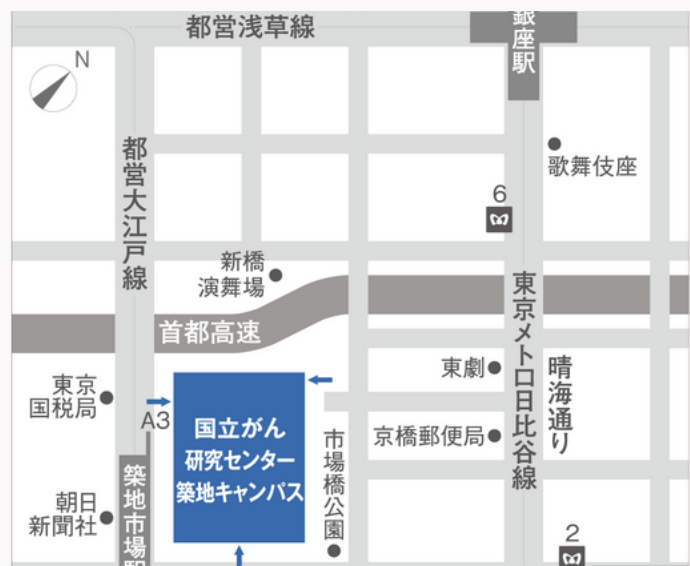 都営浅草線
銀座駅
N
都営大江戸線
歌舞伎座
6
新橋
演舞場
首都高速
東京メトロ日比谷線
晴海通り
東劇
東京
国税局
A3
国立がん
研究センター
築地キャンパス
市場橋公園
京橋郵便局
築地市場駅
朝日
新聞社
2